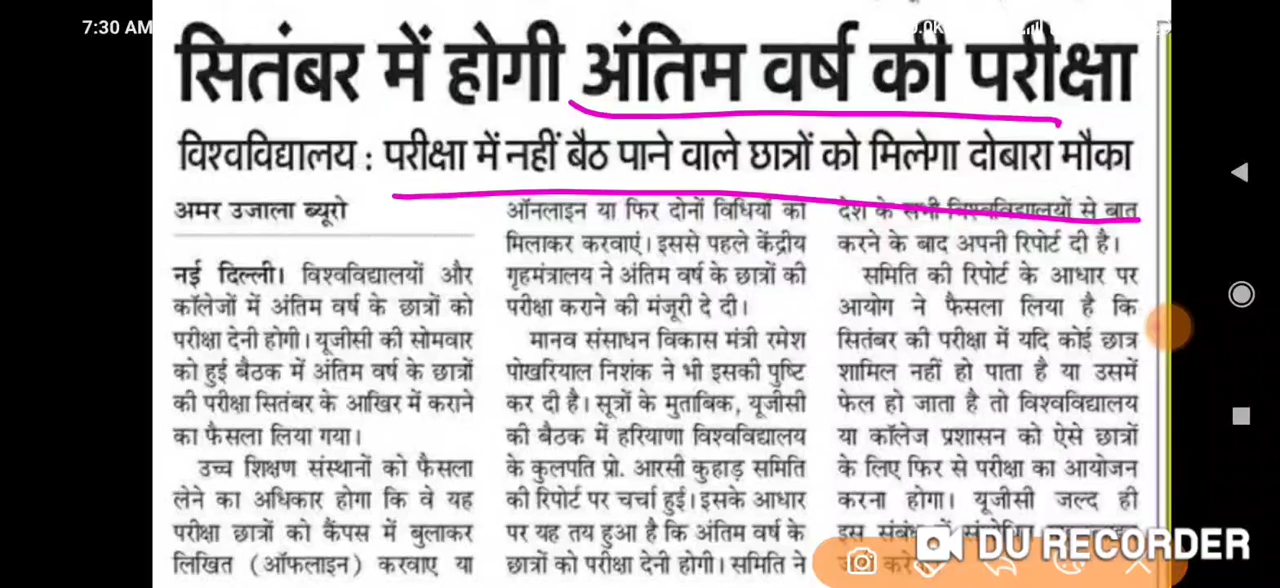 7:30 AM
सितंबर में होगी अंतिम वर्ष की परीक्षा
विश्वविद्यालय : परीक्षा में नहीं बैठ पाने वाले छात्रों को मिलेगा दोबारा मौका
अमर उजाला ब्यूरो
नई दिल्ली। विश्वविद्यालयों और
कॉलेजों में अंतिम वर्ष के छात्रों को
परीक्षा देनी होगी। यूजीसी की सोमवार
को हुई बैठक में अंतिम वर्ष के छात्रों
की परीक्षा सितंबर के आखिर में कराने
का फैसला लिया गया।
उच्च शिक्षण संस्थानों को फैसला
लेने का अधिकार होगा कि वे यह
परीक्षा छात्रों को कैंपस में बुलाकर
लिखित (ऑफलाइन) करवाए या
ऑनलाइन या फिर दोनों विधियों को
मिलाकर करवाएं। इससे पहले केंद्रीय
गृहमंत्रालय ने अंतिम वर्ष के छात्रों की
परीक्षा कराने की मंजूरी दे दी।
मानव संसाधन विकास मंत्री रमेश
पोखरियाल निशंक ने भी इसकी पुष्टि
कर दी है। सूत्रों के मुताबिक, यूजीसी
की बैठक में हरियाणा विश्वविद्यालय
के कुलपति प्रो. आरसी कुहाड़ समिति
की रिपोर्ट पर चर्चा हुई। इसके आधार
पर यह तय हुआ है कि अंतिम वर्ष के
छात्रों को परीक्षा देनी होगी। समिति ने
देश के सभी विश्वविद्यालयों से बात
करने के बाद अपनी रिपोर्ट दी है।
समिति की रिपोर्ट के आधार पर
आयोग ने फैसला लिया है कि
सितंबर की परीक्षा में यदि कोई छात्र
शामिल नहीं हो पाता है या उसमें
फेल हो जाता है तो विश्वविद्यालय
या कॉलेज प्रशासन को ऐसे छात्रों
के लिए फिर से परीक्षा का आयोजन
करना होगा। यूजीसी जल्द ही
इस
DU RECORDER